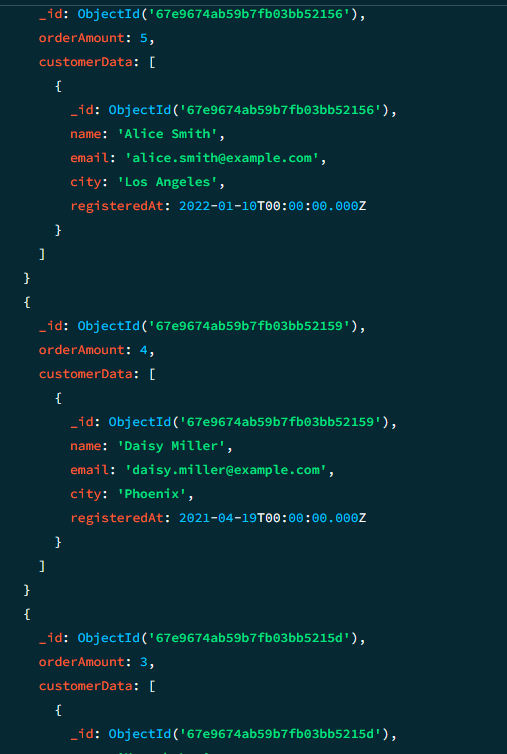 _id: ObjectId('67e9674ab59b7fb03bb52156'),
orderAmount: 5,
customerData: [
{
_id: ObjectId('67e9674ab59b7fb03bb52156'),
name: 'Alice Smith',
email: 'alice.smith@example.com',
city: 'Los Angeles',
registeredAt: 2022-01-10T00:00:00.000Z
}
]
}
{
_id: ObjectId('67e9674ab59b7fb03bb52159'),
orderAmount: 4,
customerData: [
{
_id: ObjectId('67e9674ab59b7fb03bb52159'),
name: 'Daisy Miller',
email: 'daisy.miller@example.com',
city: 'Phoenix',
registeredAt: 2021-04-19T00:00:00.000Z
}
]
}
{
_id: ObjectId('67e9674ab59b7fb03bb5215d'),
orderAmount: 3,
customerData: [
{
_id: ObjectId('67e9674ab59b7fb03bb5215d'),